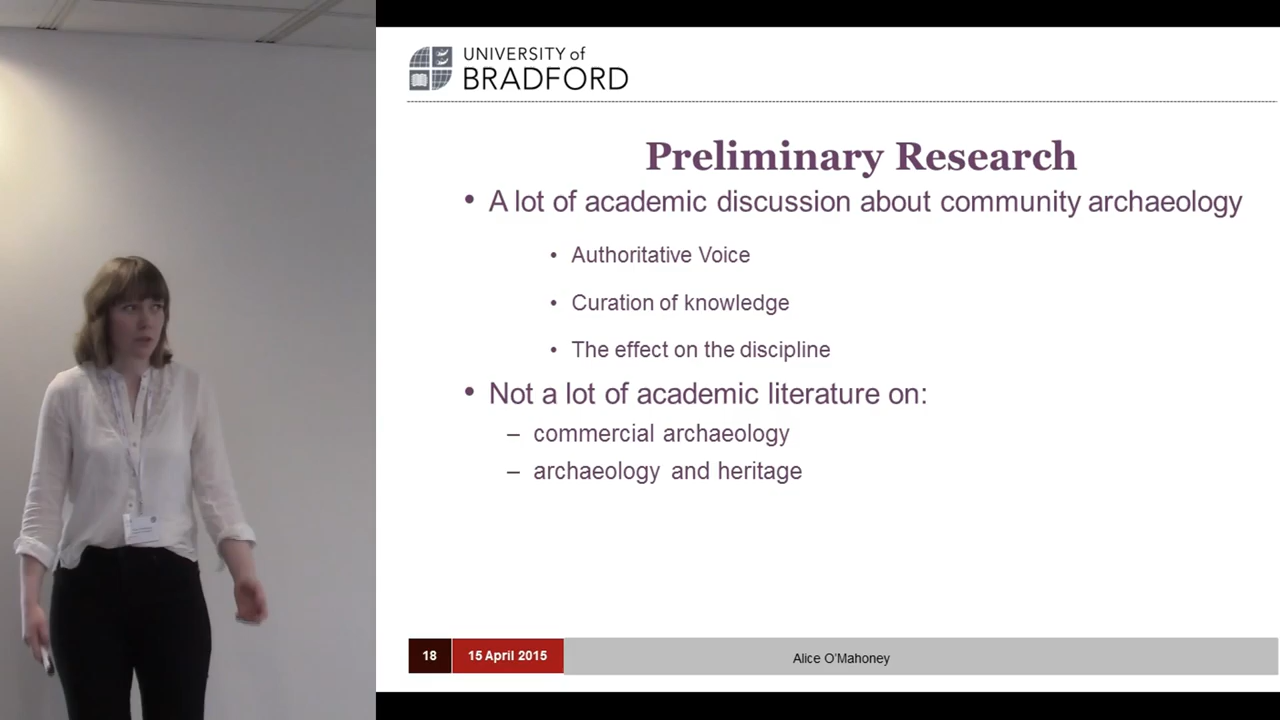 UNIVERSITY of
BRADFORD
Preliminary Research
• A lot of academic discussion about community archaeology
• Authoritative Voice
• Curation of knowledge
• The effect on the discipline
• Not a lot of academic literature on:
– commercial archaeology
– archaeology and heritage
18
15 April 2015
Alice O'Mahoney